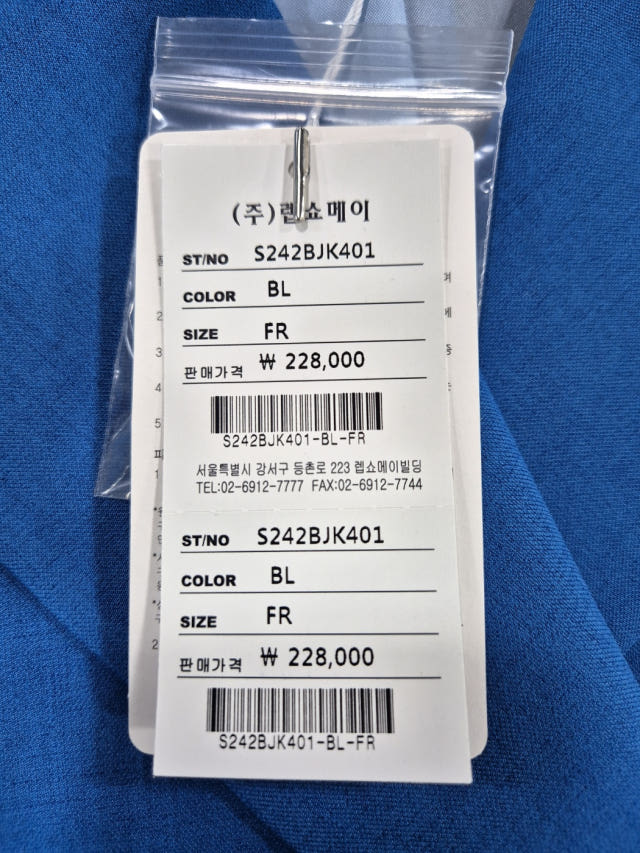 (주)렙쇼메이
ST/NO S242BJK401
COLOR BL
SIZE FR
판매가격 ₩ 228,000
S242BJK401-BL-FR
서울특별시 강서구 등촌로 223 렙쇼메이빌딩
TEL:02-6912-7777 FAX:02-6912-7744
ST/NO S242BJK401
COLOR BL
SIZE FR
판매가격 ₩ 228,000
S242BJK401-BL-FR